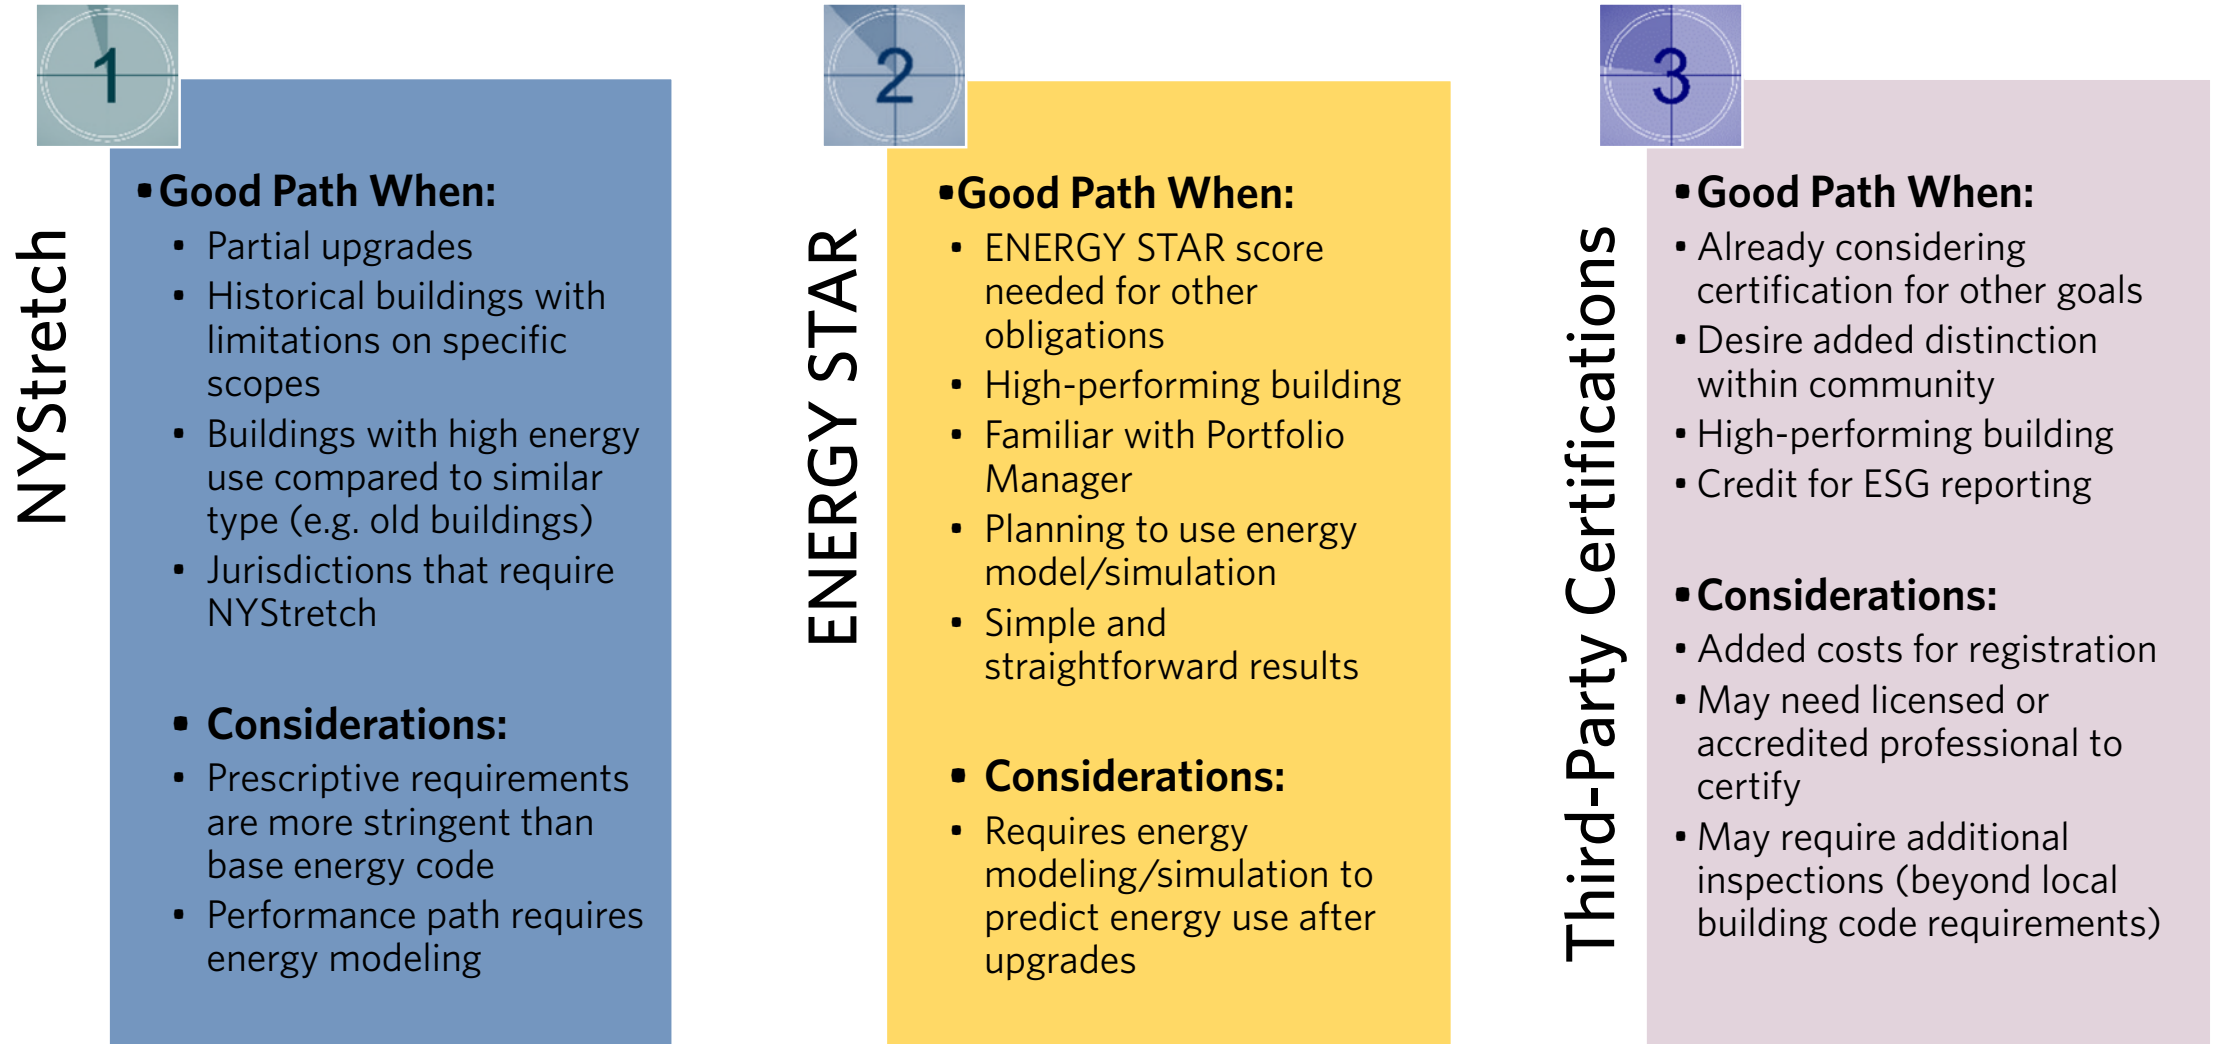 1
NYStretch
• Good Path When:
• Partial upgrades
• Historical buildings with
limitations on specific
scopes
• Buildings with high energy
use compared to similar
type (e.g. old buildings)
• Jurisdictions that require
NYStretch
• Considerations:
• Prescriptive requirements
are more stringent than
base energy code
• Performance path requires
energy modeling
2
ENERGY STAR
•Good Path When:
• ENERGY STAR score
needed for other
obligations
• High-performing building
• Familiar with Portfolio
Manager
• Planning to use energy
model/simulation
• Simple and
straightforward results
• Considerations:
• Requires energy
modeling/simulation to
predict energy use after
upgrades
3
Third-Party Certifications
• Good Path When:
• Already considering
certification for other goals
• Desire added distinction
within community
• High-performing building
• Credit for ESG reporting
• Considerations:
• Added costs for registration
• May need licensed or
accredited professional to
certify
• May require additional
inspections (beyond local
building code requirements)